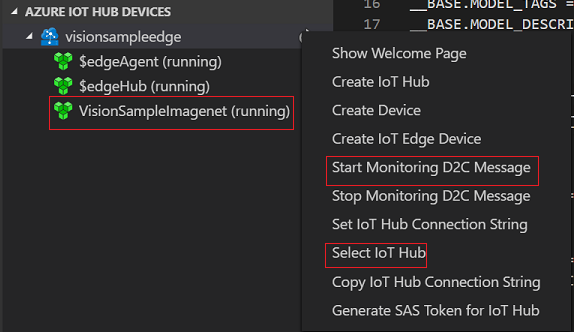 AZURE IOT HUB DEVICES
visionsampleedge
$edgeAgent (running)
$edgeHub (running)
VisionSampleImagenet (running)
16 __BASE.MODEL_TAGS =
17 __BASE.MODEL_DESCRI
Show Welcome Page
Create IoT Hub
Create Device
Create IoT Edge Device
Start Monitoring D2C Message
Stop Monitoring D2C Message
Set IoT Hub Connection String
Select IoT Hub
Copy IoT Hub Connection String
Generate SAS Token for IoT Hub